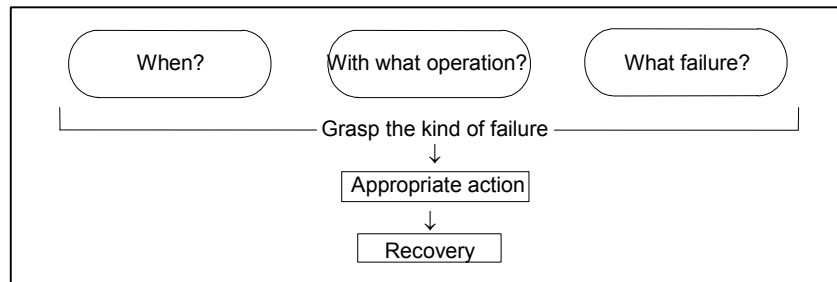 When?
With what operation?
What failure?
Grasp the kind of failure
Appropriate action
Recovery